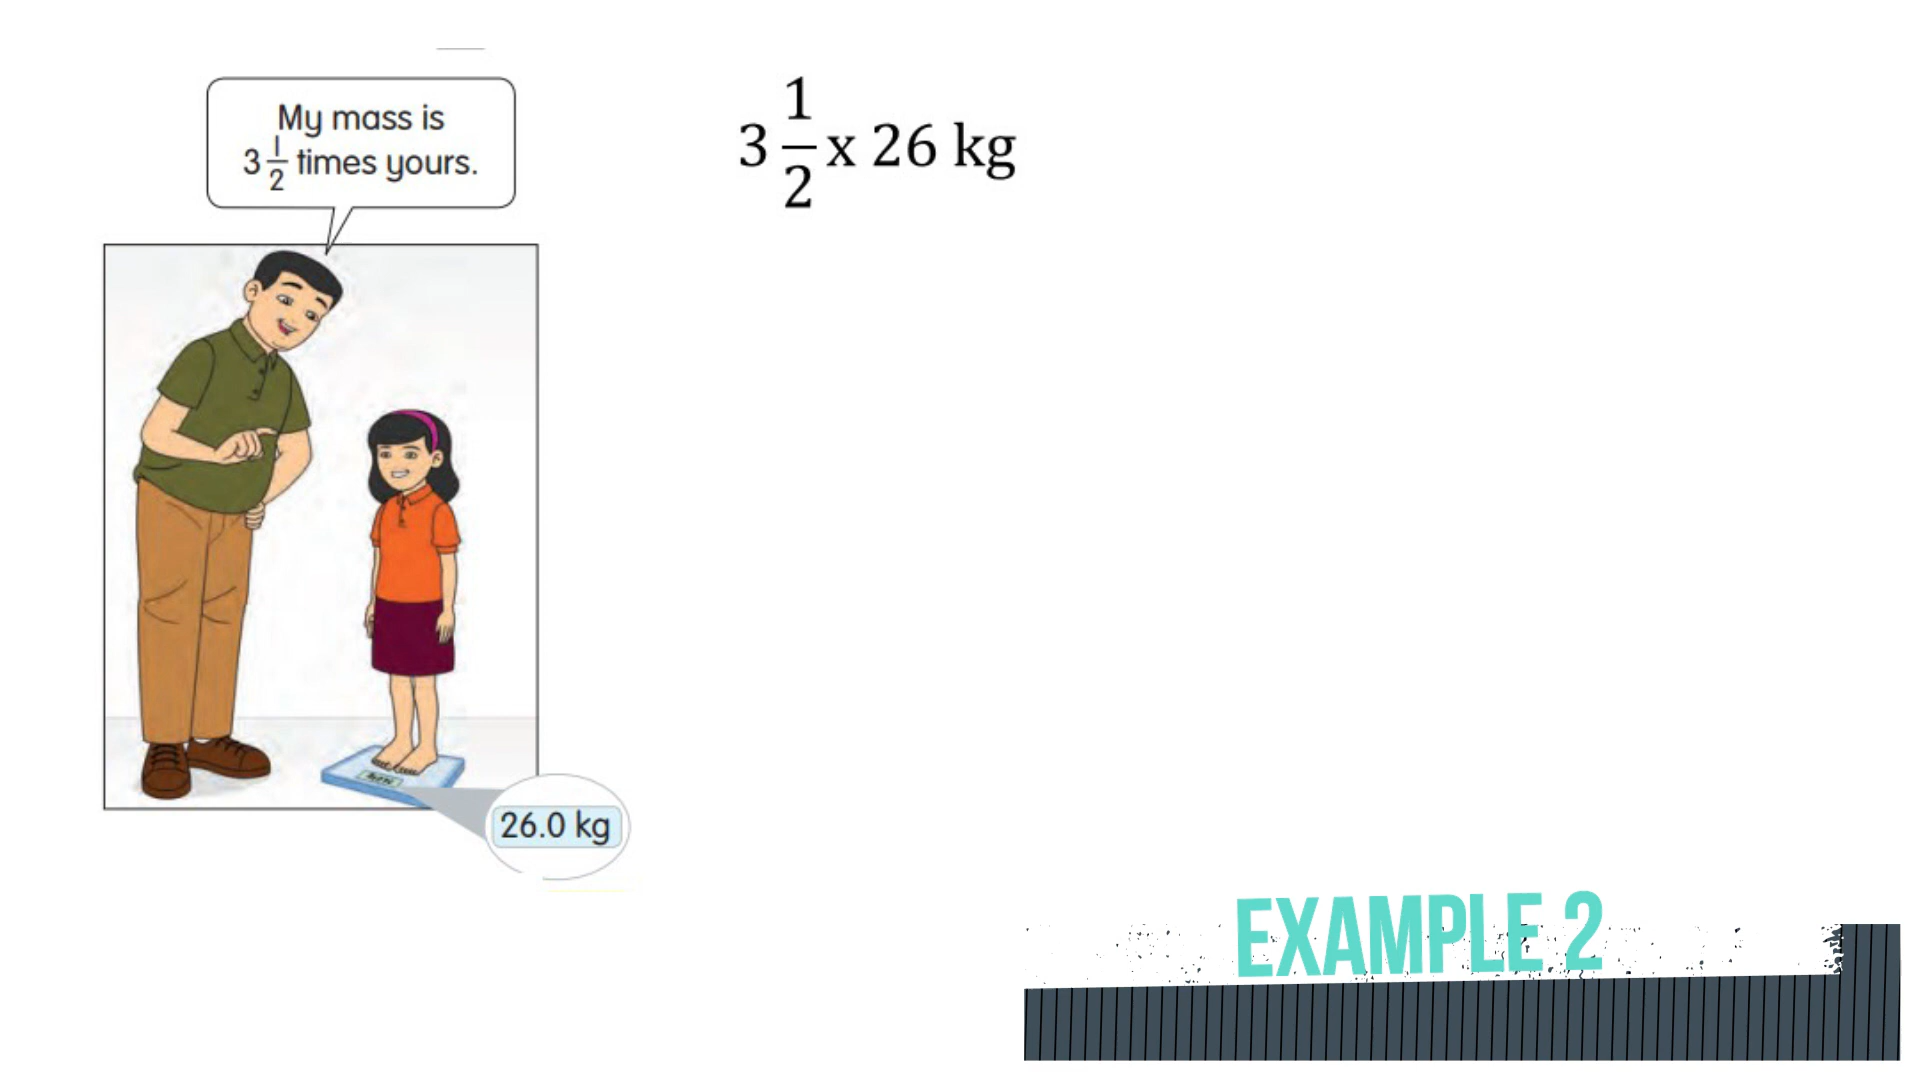 My mass is
3 1/2 times yours.
3 1/2 x 26 kg
26.0 kg
EXAMPLE 2